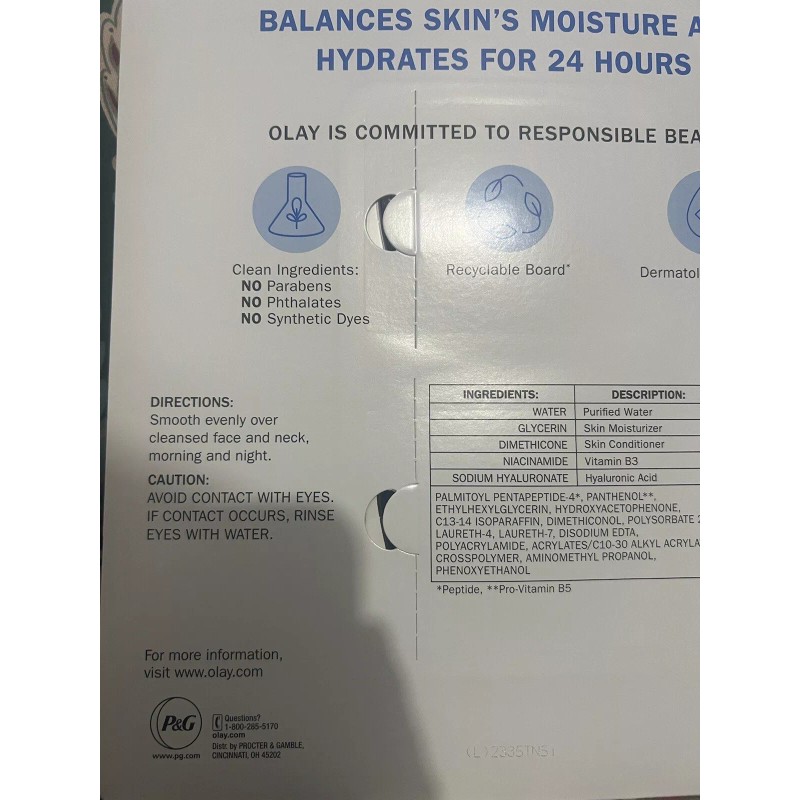 BALANCES SKIN'S MOISTURE
HYDRATES FOR 24 HOURS
OLAY IS COMMITTED TO RESPONSIBLE BEA
Clean Ingredients:
NO Parabens
NO Phthalates
NO Synthetic Dyes
Recyclable Board*
Dermatol
DIRECTIONS:
Smooth evenly over
cleansed face and neck,
morning and night.
CAUTION:
AVOID CONTACT WITH EYES.
IF CONTACT OCCURS, RINSE
EYES WITH WATER.
INGREDIENTS: DESCRIPTION:
WATER Purified Water
GLYCERIN Skin Moisturizer
DIMETHICONE Skin Conditioner
NIACINAMIDE Vitamin B3
SODIUM HYALURONATE Hyaluronic Acid
PALMITOYL PENTAPEPTIDE-4*, PANTHENOL**,
ETHYLHEXYLGLYCERIN, HYDROXYACETOPHENONE,
C13-14 ISOPARAFFIN, DIMETHICONOL, POLYSORBATE 2
LAURETH-4, LAURETH-7, DISODIUM EDTA,
POLYACRYLAMIDE, ACRYLATES/C10-30 ALKYL ACRYLA
CROSSPOLYMER, AMINOMETHYL PROPANOL,
PHENOXYETHANOL
*Peptide, **Pro-Vitamin B5
For more information,
visit www.olay.com
P&G
www.pg.com
Questions?
1-800-285-5170
olay.com
Distr. by PROCTER & GAMBLE,
CINCINNATI, OH 45202
(L)2335TN5)